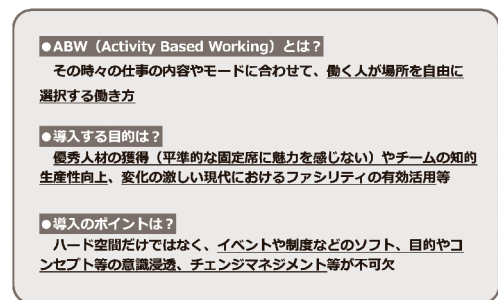 ●ABW（Activity Based Working）とは？
その時々の仕事の内容やモードに合わせて、働く人が場所を自由に
選択する働き方
●導入する目的は？
優秀人材の獲得（平準的な固定席に魅力を感じない）やチームの知的
生産性向上、変化の激しい現代におけるファシリティの有効活用等
●導入のポイントは？
ハード空間だけではなく、イベントや制度などのソフト、目的やコ
ンセプト等の意識浸透、チェンジマネジメント等が不可欠